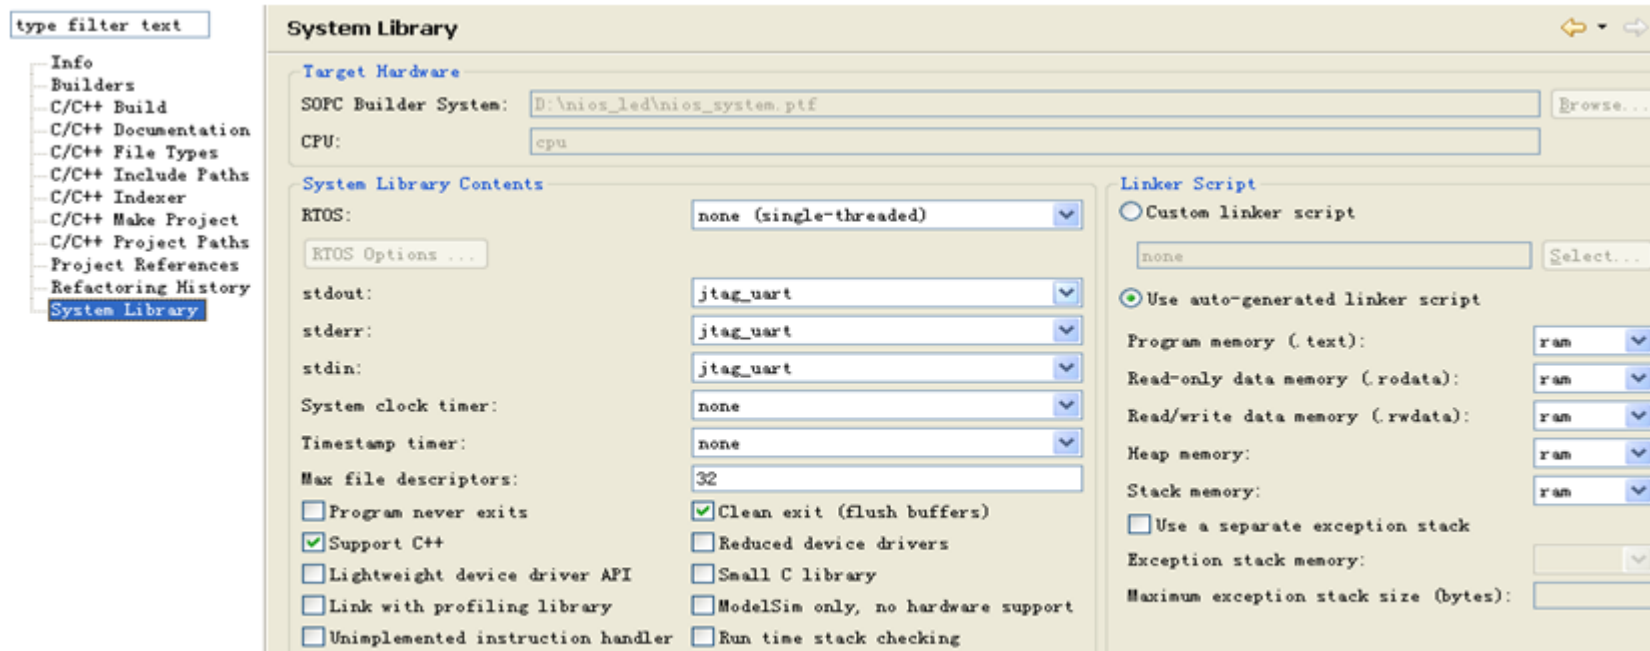 type filter text
Info
Builders
C/C++ Build
C/C++ Documentation
C/C++ File Types
C/C++ Include Paths
C/C++ Indexer
C/C++ Make Project
C/C++ Project Paths
Project References
Refactoring History
System Library
System Library
Target Hardware
SOPC Builder System: D:\nios_led\nios_system.ptf Browse...
CPU: cpu
System Library Contents
RTOS: none (single-threaded)
RTOS Options ...
stdout: jtag_uart
stderr: jtag_uart
stdin: jtag_uart
System clock timer: none
Timestamp timer: none
Max file descriptors: 32
Program never exits Clean exit (flush buffers)
Support C++ Reduced device drivers
Lightweight device driver API Small C library
Link with profiling library ModelSim only, no hardware support
Unimplemented instruction handler Run time stack checking
Linker Script
Custom linker script
none Select...
Use auto-generated linker script
Program memory (.text): ram
Read-only data memory (.rodata): ram
Read/write data memory (.rwdata): ram
Heap memory: ram
Stack memory: ram
Use a separate exception stack
Exception stack memory:
Maximum exception stack size (bytes):